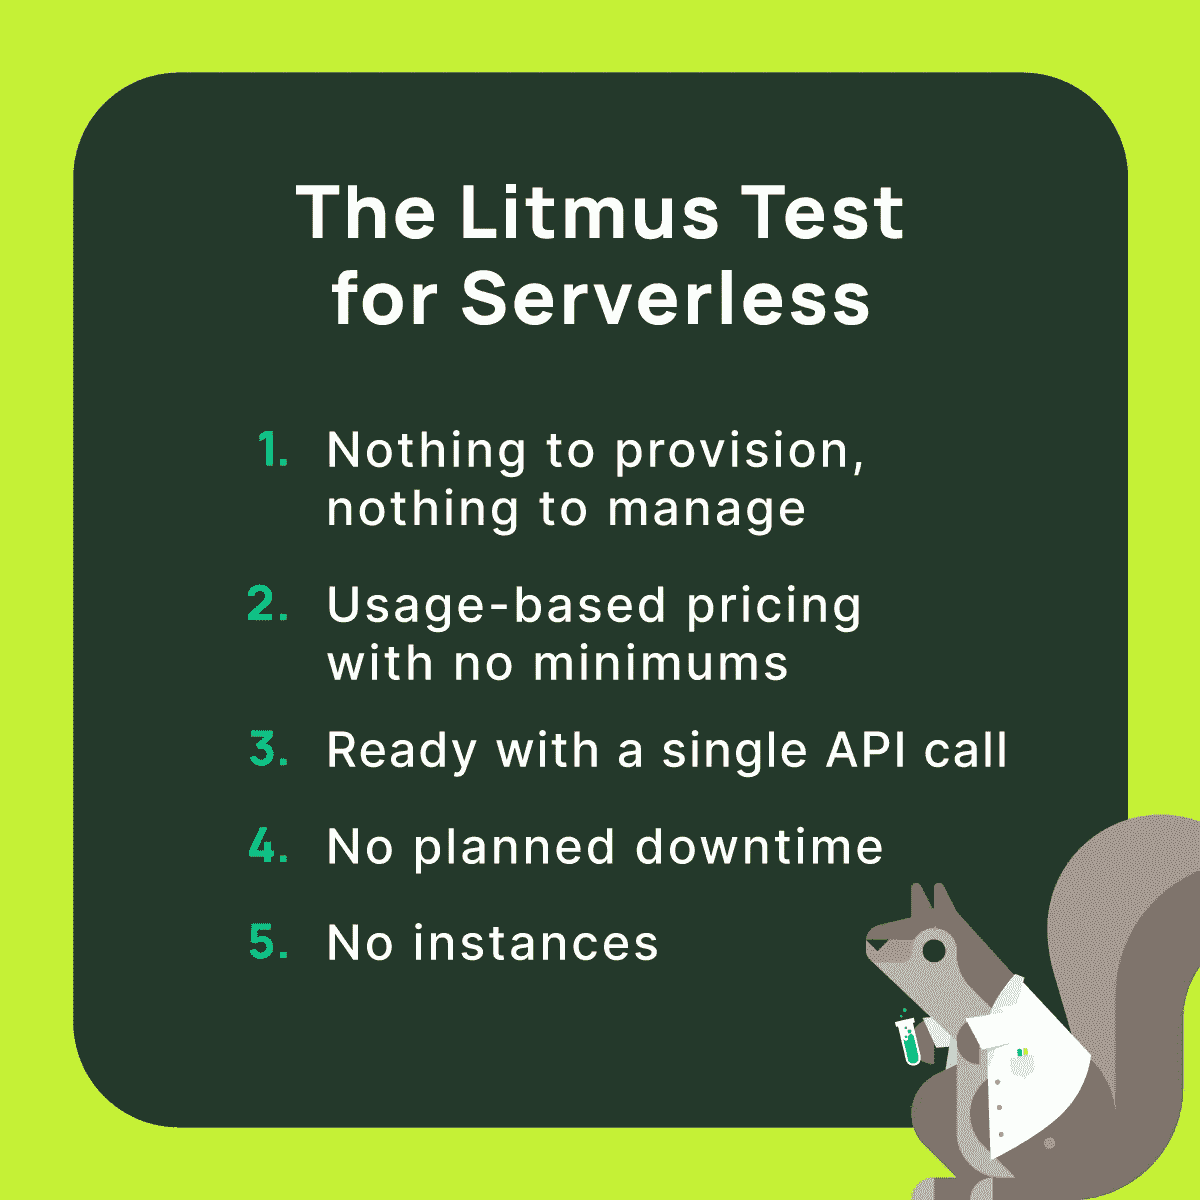 The Litmus Test
for Serverless
1. Nothing to provision,
nothing to manage
2. Usage-based pricing
with no minimums
3. Ready with a single API call
4. No planned downtime
5. No instances